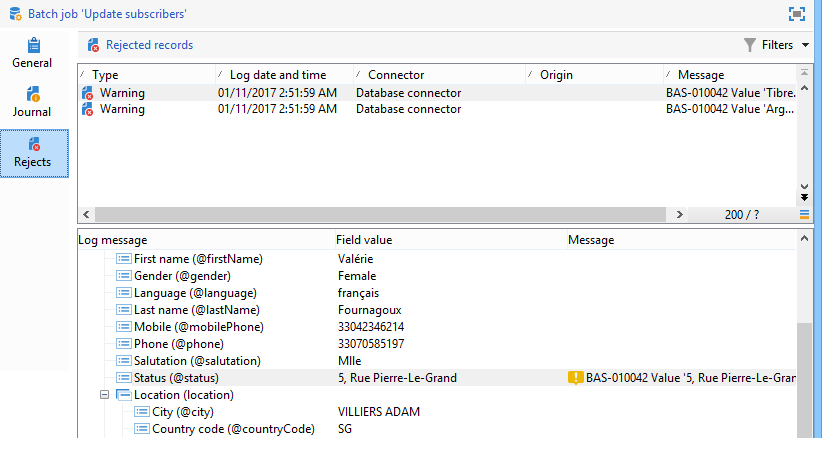 Batch job 'Update subscribers'
General
Journal
Rejects
Rejected records
Filters
Type Log date and time Connector Origin Message
Warning 01/11/2017 2:51:59 AM Database connector BAS-010042 Value 'Tibre...
Warning 01/11/2017 2:51:59 AM Database connector BAS-010042 Value 'Arg...
200 / ?
Log message Field value Message
First name (@firstName) Valérie
Gender (@gender) Female
Language (@language) français
Last name (@lastName) Fournagoux
Mobile (@mobilePhone) 33042346214
Phone (@phone) 33070585197
Salutation (@salutation) Mlle
Status (@status) 5, Rue Pierre-Le-Grand BAS-010042 Value '5, Rue Pierre-Le-Gran
Location (location)
City (@city) VILLIERS ADAM
Country code (@countryCode) SG